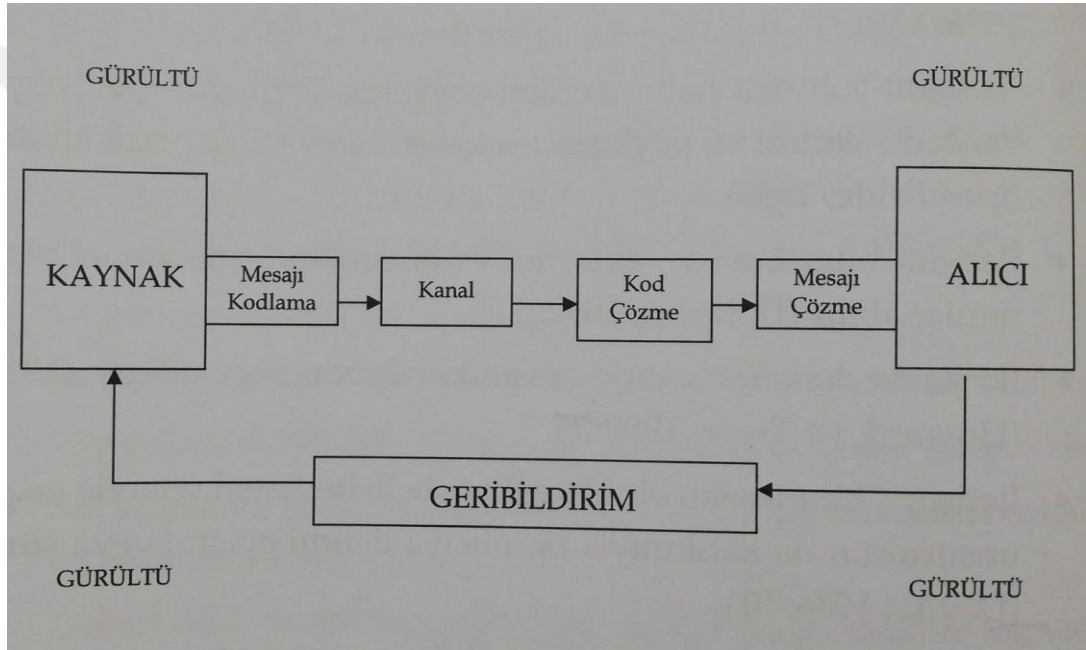 GÜRÜLTÜ
GÜRÜLTÜ
KAYNAK
Mesajı
Kodlama
Kanal
Kod
Çözme
Mesajı
Çözme
ALICI
GERİBİLDİRİM
GÜRÜLTÜ
GÜRÜLTÜ